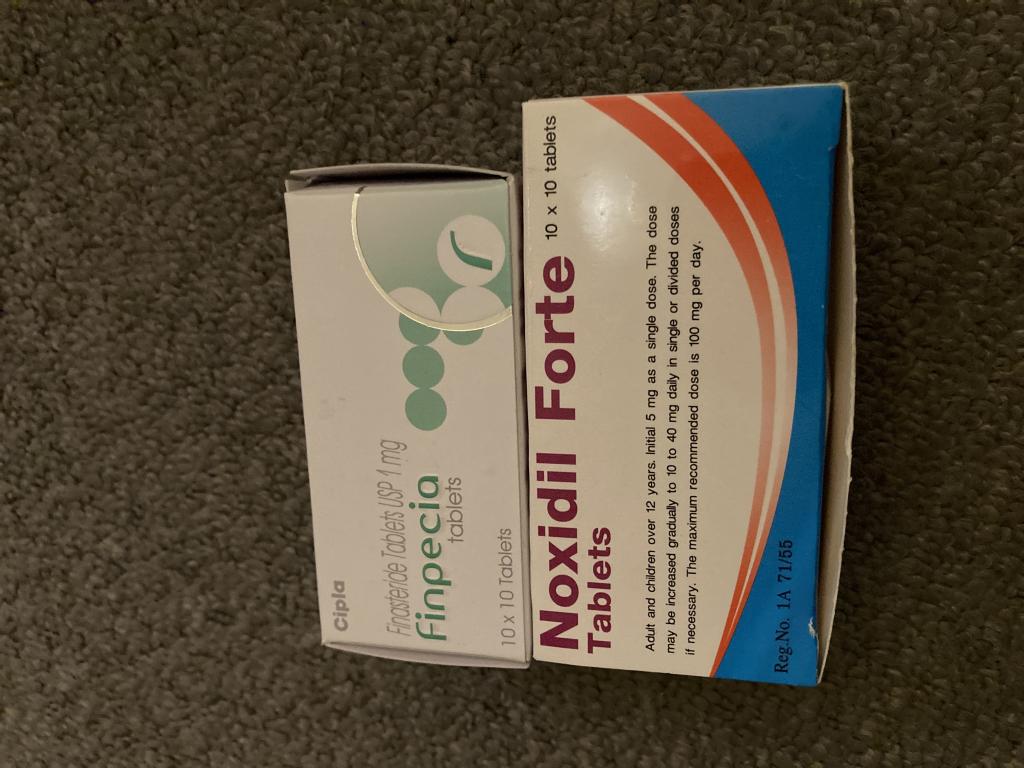 Cipla
Finasteride Tablets USP 1 mg
Finpecia
tablets
10 x 10 Tablets
Noxidil Forte 10 x 10 tablets
Tablets
Adult and children over 12 years. Initial 5 mg as a single dose. The dose
may be increased gradually to 10 to 40 mg daily in single or divided doses
if necessary. The maximum recommended dose is 100 mg per day.
Reg.No. 1A 71/55